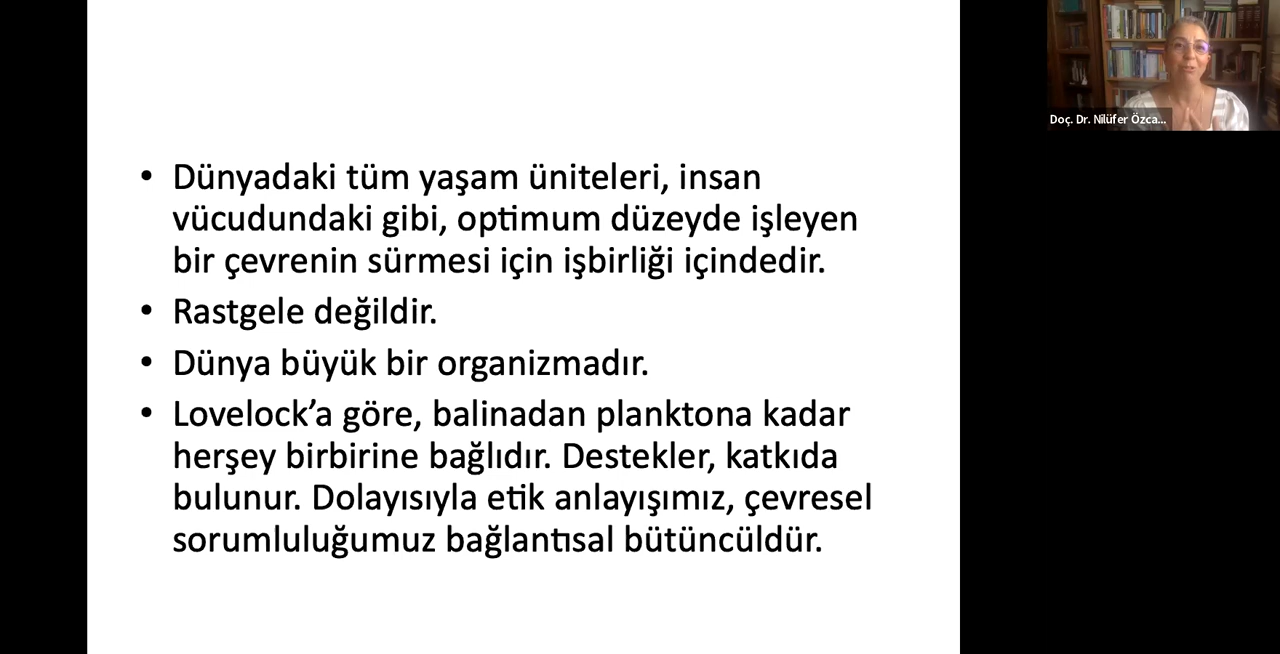 • Dünyadaki tüm yaşam üniteleri, insan
vücudundaki gibi, optimum düzeyde işleyen
bir çevrenin sürmesi için işbirliği içindedir.
• Rastgele değildir.
• Dünya büyük bir organizmadır.
• Lovelock’a göre, balinadan planktona kadar
herşey birbirine bağlıdır. Destekler, katkıda
bulunur. Dolayısıyla etik anlayışımız, çevresel
sorumluluğumuz bağlantısal bütüncüldür.
Doç. Dr. Nilüfer Özca...